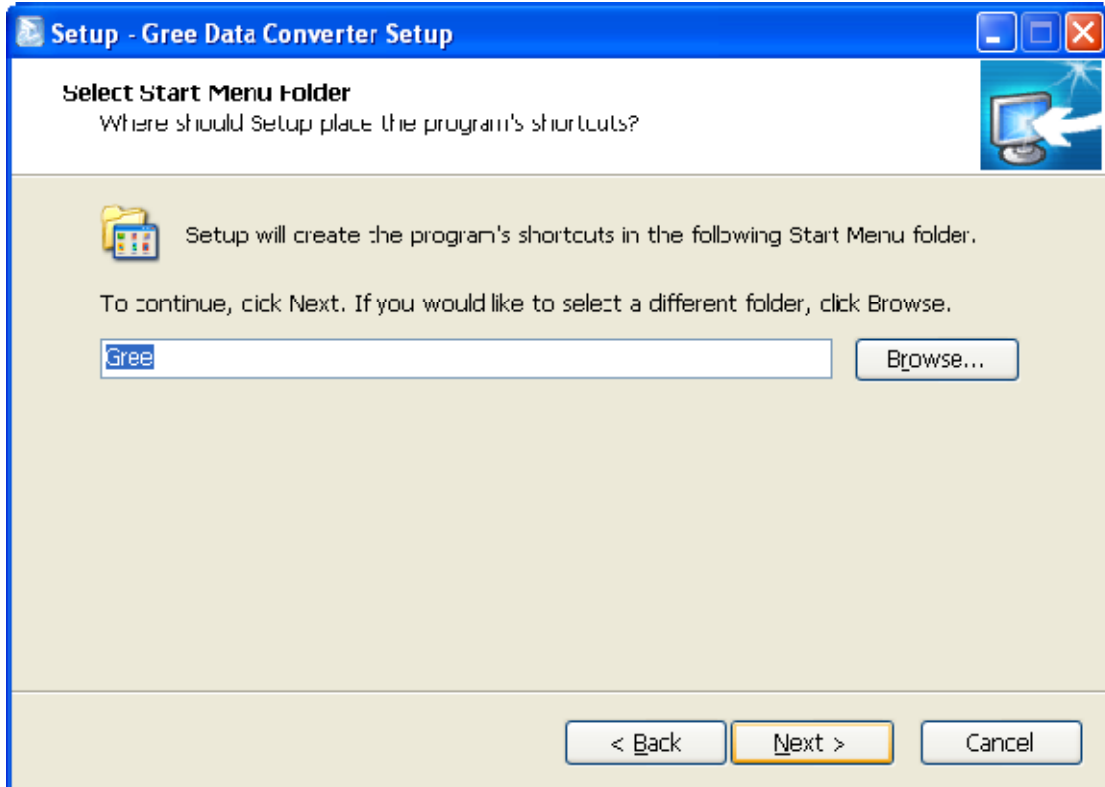 Setup - Gree Data Converter Setup
Select Start Menu Folder
Where should Setup place the program's shortcuts?
Setup will create the program's shortcuts in the following Start Menu folder.
To continue, cick Next. If you would like to select a different folder, click Browse.
Gree
Browse...
< Back
Next >
Cancel